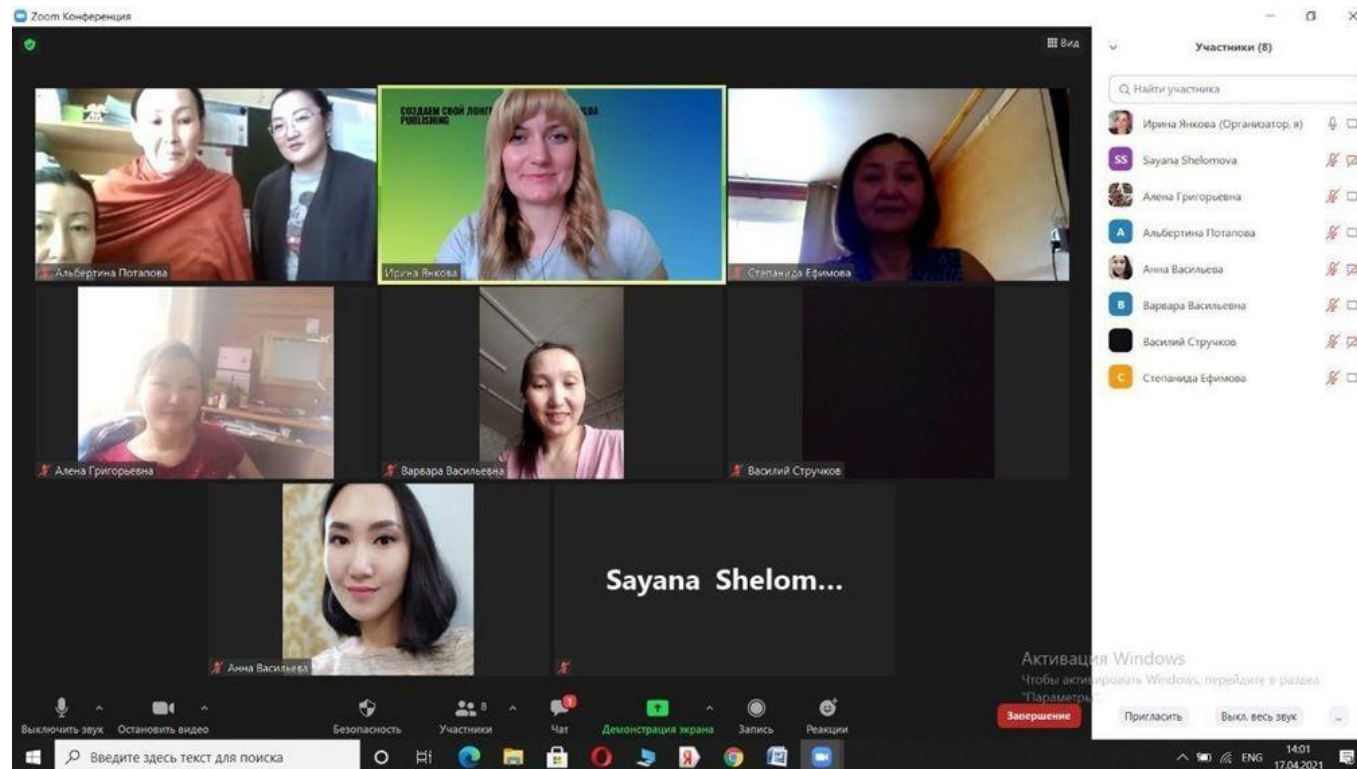 Zoom Конференция
Вид
СОЗДАЕМ СВОЙ
PUBLISHING
Альбертина Потапова
Ирина Янкова
Степанида Ефимова
Алена Григорьевна
Варвара Васильевна
Василий Стручков
Анна Васильева
Sayana Shelom...
Участники (8)
Найти участника
Ирина Янкова (Организатор, я)
SS Sayana Shelomova
Алена Григорьевна
А Альбертина Потапова
Анна Васильева
В Варвара Васильевна
Василий Стручков
С Степанида Ефимова
Активация Windows
Чтобы активировать Windows, перейдите в раздел
"Параметры".
Выключить звук Остановить видео Безопасность Участники 8 Чат 1 Демонстрация экрана Запись Реакции Завершение Пригласить Выкл. весь звук ...
Введите здесь текст для поиска ENG 14:01
17.04.2021